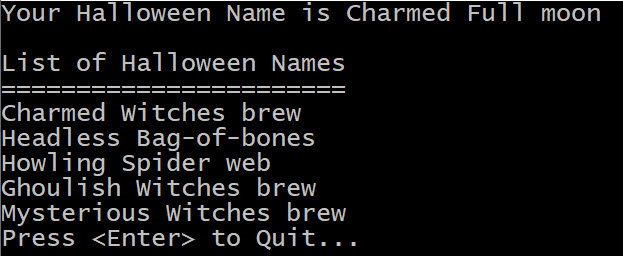 Your Halloween Name is Charmed Full moon
List of Halloween Names
=======================
Charmed Witches brew
Headless Bag-of-bones
Howling Spider web
Ghoulish Witches brew
Mysterious Witches brew
Press <Enter> to Quit...